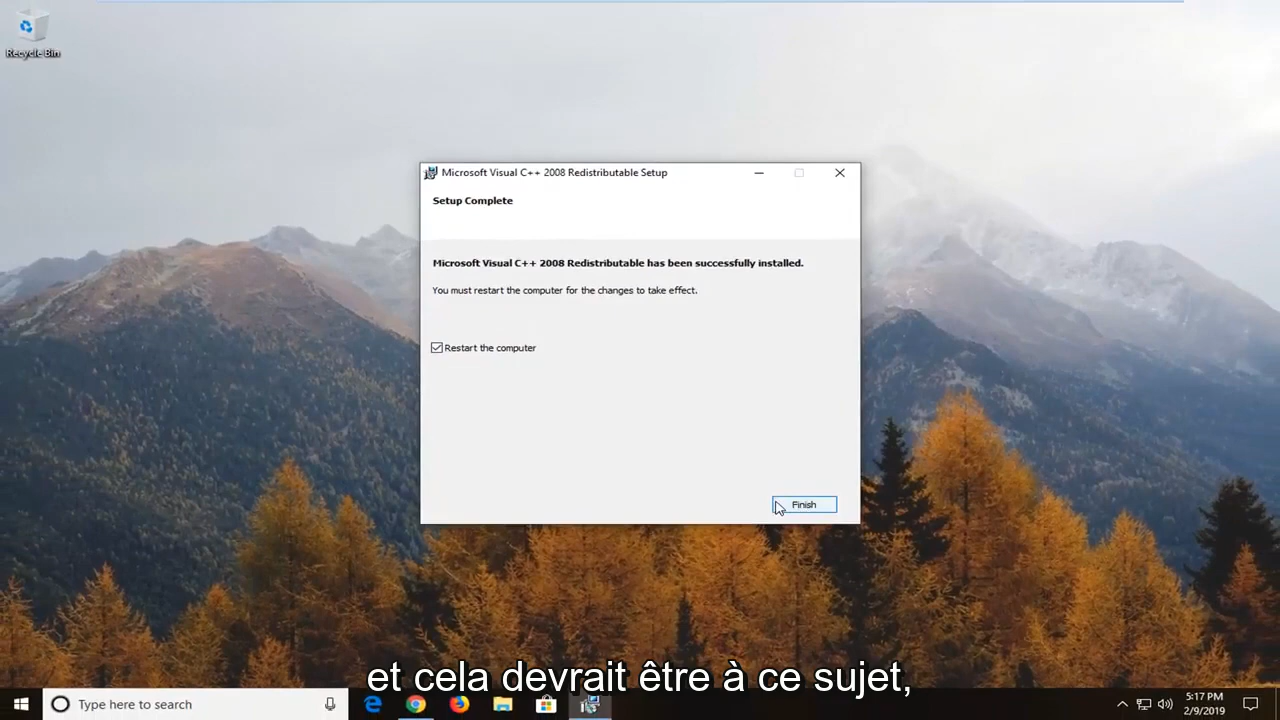 Recycle Bin
Microsoft Visual C++ 2008 Redistributable Setup
Setup Complete
Microsoft Visual C++ 2008 Redistributable has been successfully installed.
You must restart the computer for the changes to take effect.
Restart the computer
Finish
et cela devrait être à ce sujet,
Type here to search
5:17 PM
2/9/2019